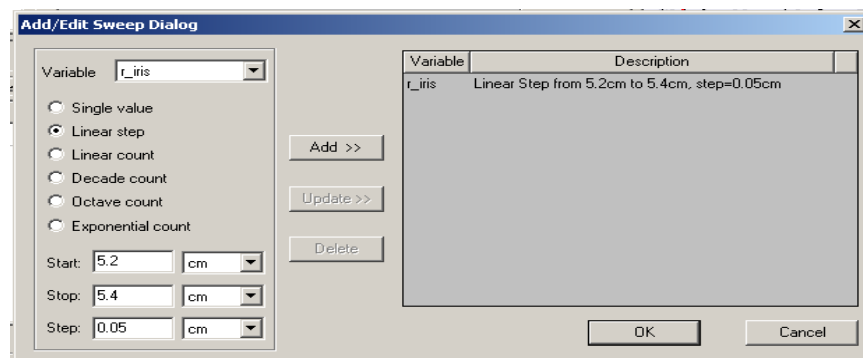 Add/Edit Sweep Dialog
Variable r_iris
Single value
Linear step
Linear count
Decade count
Octave count
Exponential count
Start: 5.2 cm
Stop: 5.4 cm
Step: 0.05 cm
Add >>
Update >>
Delete
Variable Description
r_iris Linear Step from 5.2cm to 5.4cm, step=0.05cm
OK Cancel